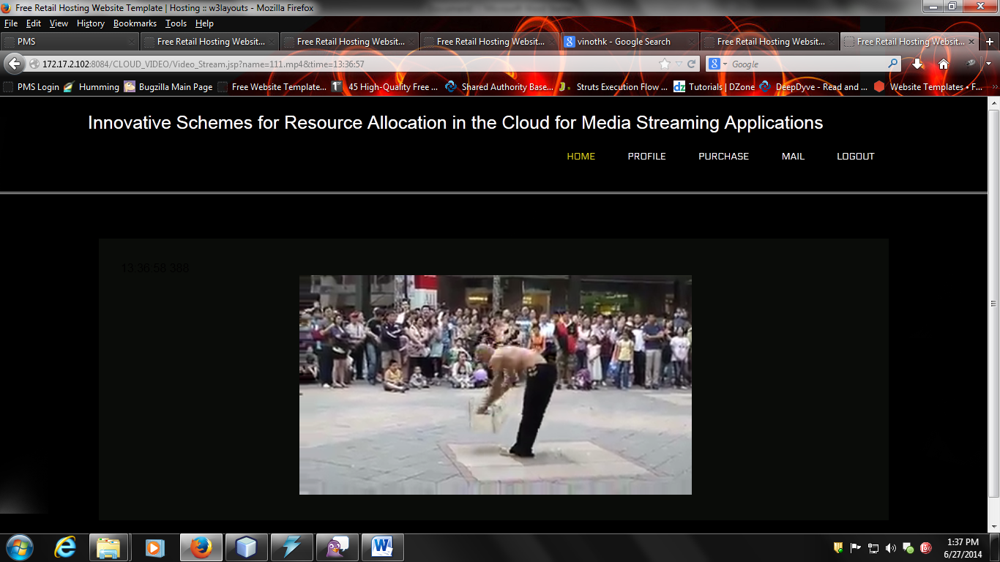 Free Retail Hosting Website Template | Hosting :: w3layouts - Mozilla Firefox
File Edit View History Bookmarks Tools Help
PMS
Free Retail Hosting Websit...
Free Retail Hosting Websit...
Free Retail Hosting Websit...
vinothk - Google Search
Free Retail Hosting Websit...
Free Retail Hosting Websit...
172.17.2.102:8084/CLOUD_VIDEO/Video_Stream.jsp?name=111.mp4&time=13:36:57
Google
PMS Login
Humming
Bugzilla Main Page
Free Website Template...
45 High-Quality Free ...
Shared Authority Base...
Struts Execution Flow ...
Tutorials | DZone
DeepDyve - Read and ...
Website Templates • F...
Innovative Schemes for Resource Allocation in the Cloud for Media Streaming Applications
HOME PROFILE PURCHASE MAIL LOGOUT
13:36:58 388
1:37 PM
6/27/2014